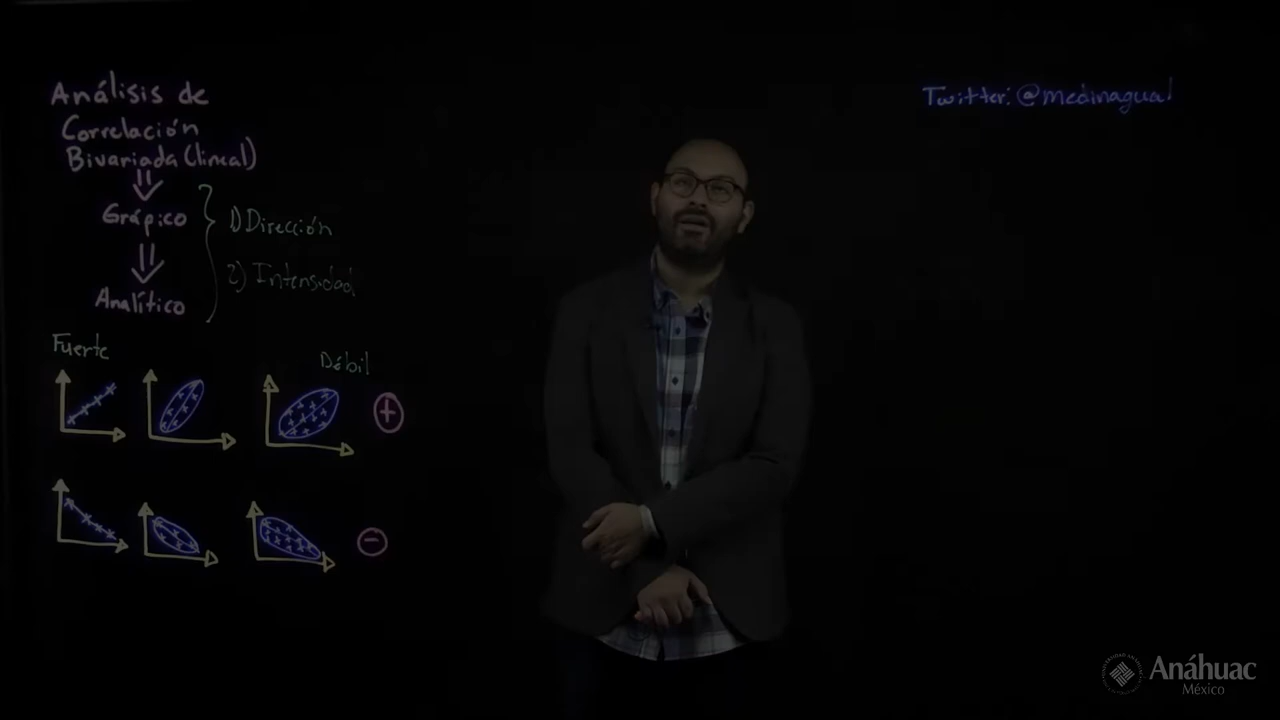 Análisis de
Correlación
Bivariada (lineal)
Gráfico
Analítico
1) Dirección
2) Intensidad
Fuerte
Débil
+
-
Twitter: @medinagual
Anáhuac
México